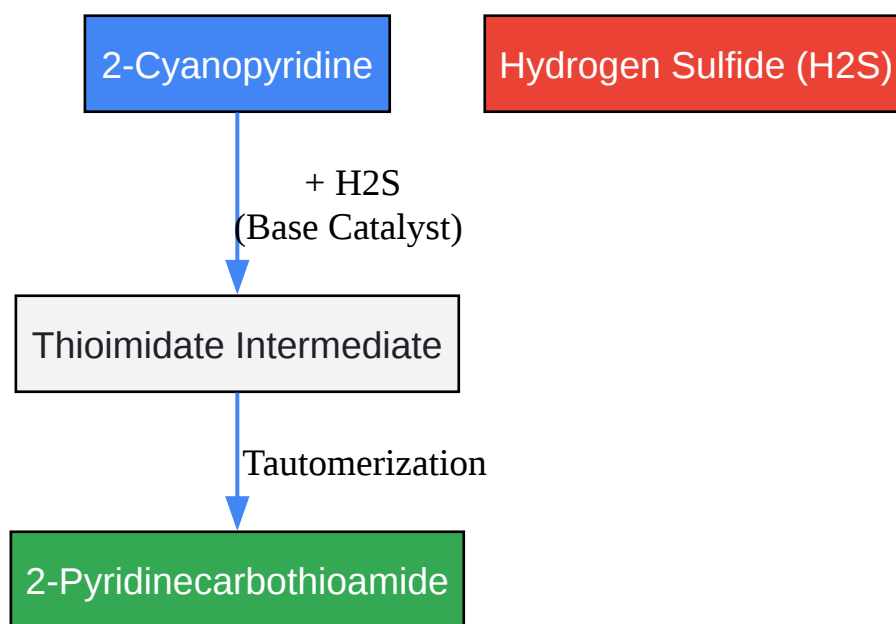 2-Cyanopyridine
Hydrogen Sulfide (H2S)
+ H2S
(Base Catalyst)
Thioimidate Intermediate
Tautomerization
2-Pyridinecarbothioamide